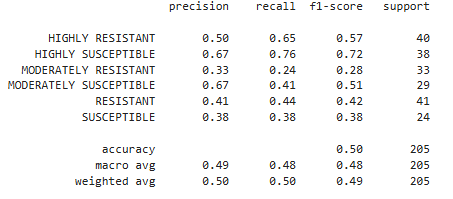 precision recall f1-score support
HIGHLY RESISTANT 0.50 0.65 0.57 40
HIGHLY SUSCEPTIBLE 0.67 0.76 0.72 38
MODERATELY RESISTANT 0.33 0.24 0.28 33
MODERATELY SUSCEPTIBLE 0.67 0.41 0.51 29
RESISTANT 0.41 0.44 0.42 41
SUSCEPTIBLE 0.38 0.38 0.38 24
accuracy 0.50 205
macro avg 0.49 0.48 0.48 205
weighted avg 0.50 0.50 0.49 205